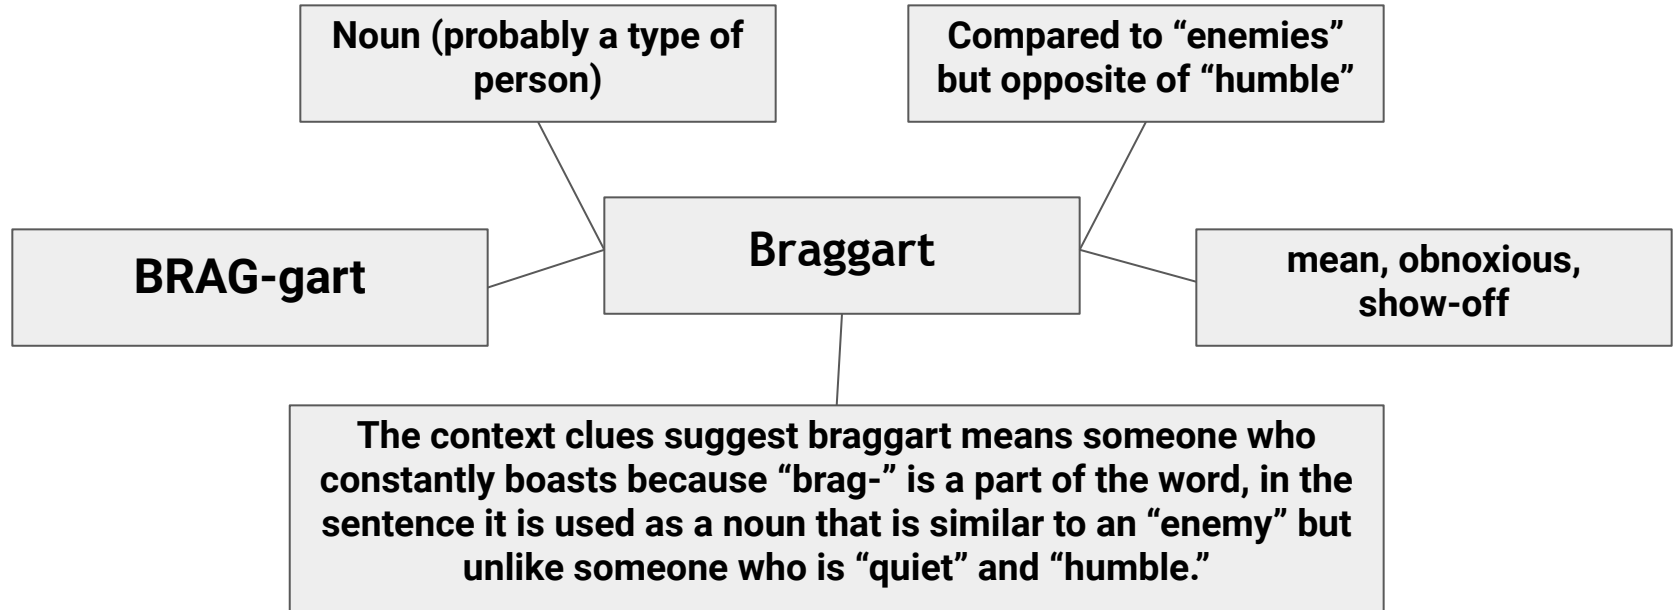 Noun (probably a type of
person)
Compared to “enemies”
but opposite of “humble”
BRAG-gart
Braggart
mean, obnoxious,
show-off
The context clues suggest braggart means someone who
constantly boasts because “brag-” is a part of the word, in the
sentence it is used as a noun that is similar to an “enemy” but
unlike someone who is “quiet” and “humble.”